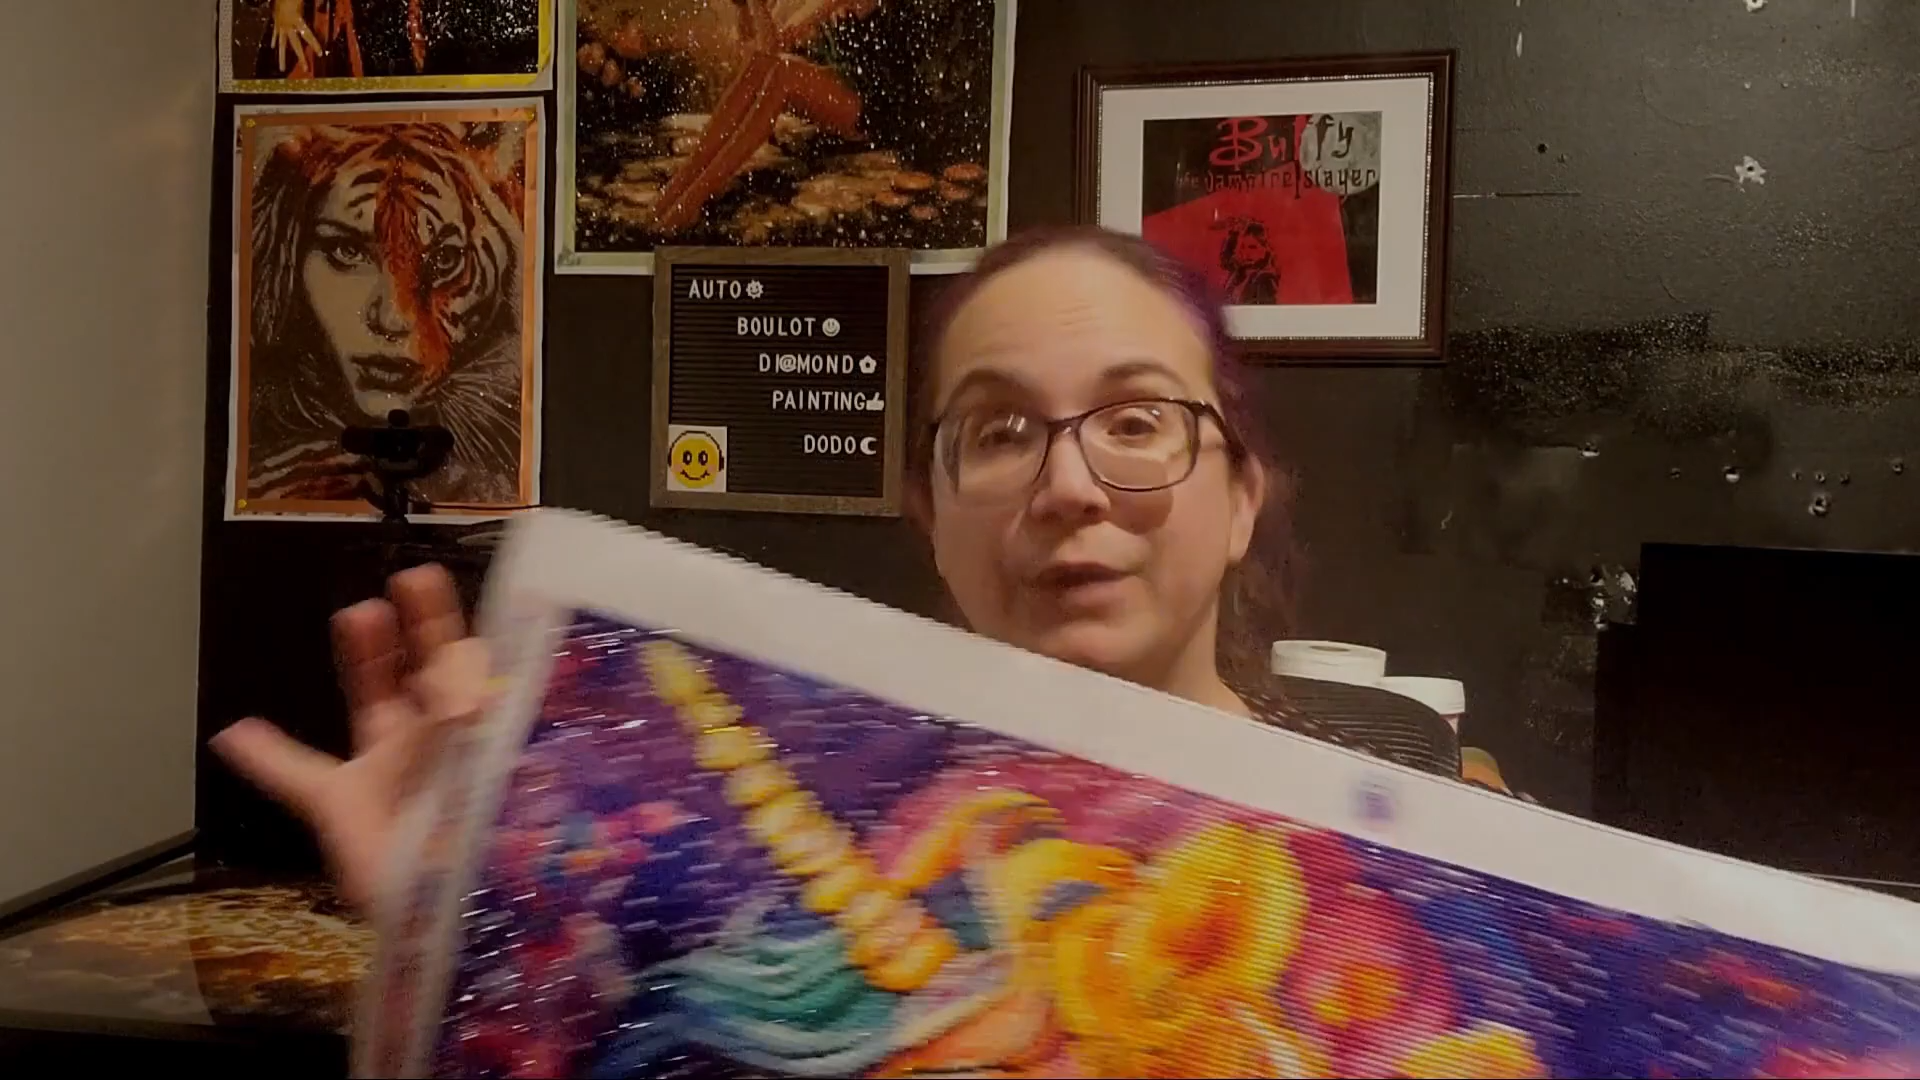 AUTO
BOULOT
DI@MOND
PAINTING
DODO
Buffy
the vampire slayer